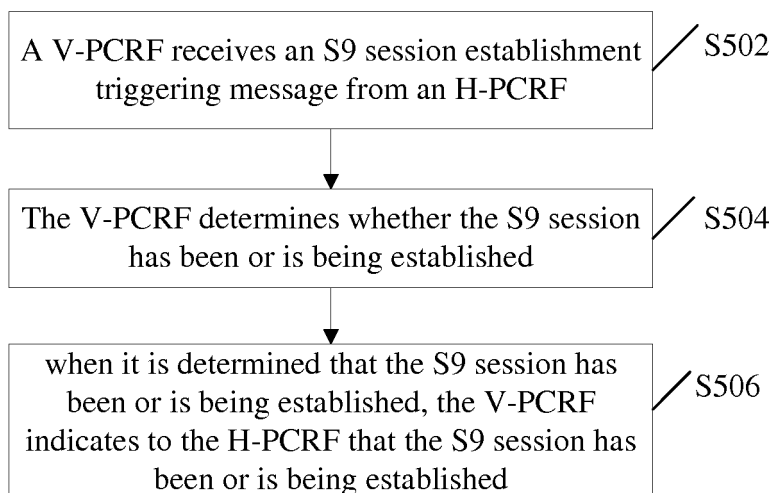 A V-PCRF receives an S9 session establishment
triggering message from an H-PCRF
S502
The V-PCRF determines whether the S9 session
has been or is being established
S504
when it is determined that the S9 session has
been or is being established, the V-PCRF
indicates to the H-PCRF that the S9 session has
been or is being established
S506